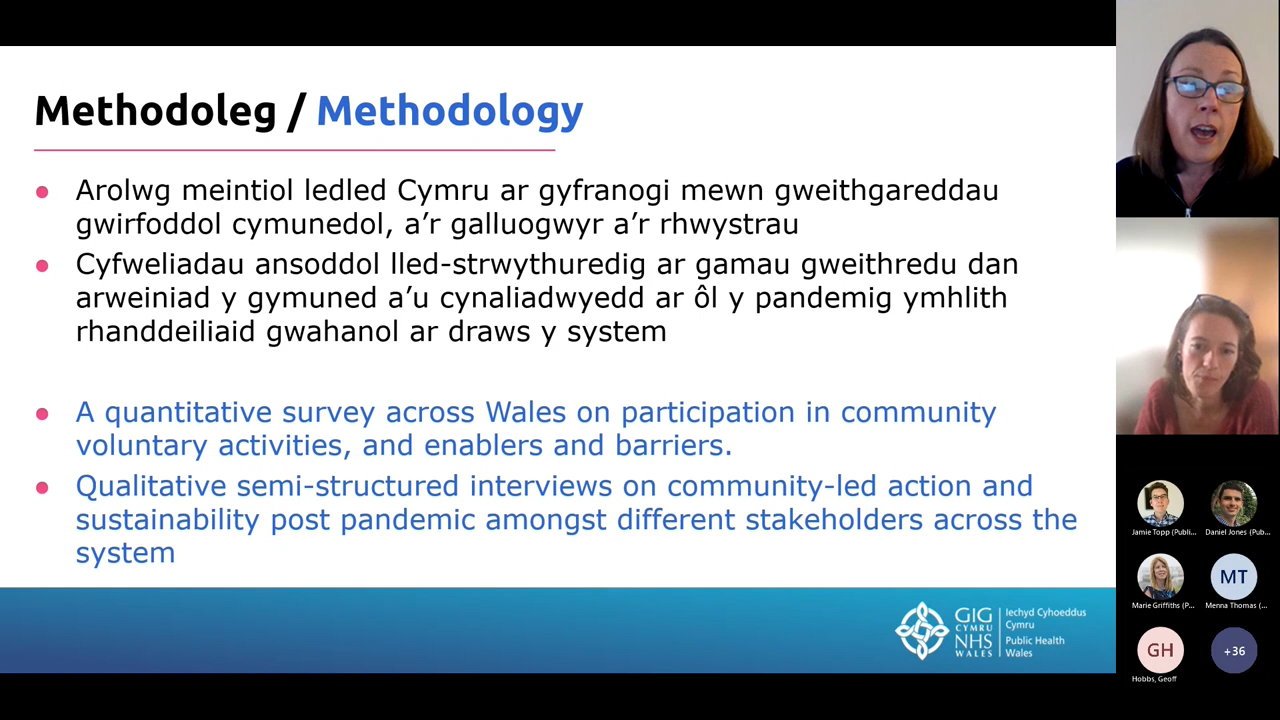 Methodoleg / Methodology
Arolwg meintiol ledled Cymru ar gyfranogi mewn gweithgareddau
gwirfoddol cymunedol, a’r galluogwyr a’r rhwystrau
Cyfweliadau ansoddol lled-strwythuredig ar gamau gweithredu dan
arweiniad y gymuned a’u cynaliadwyedd ar ôl y pandemig ymhlith
rhanddeiliaid gwahanol ar draws y system
A quantitative survey across Wales on participation in community
voluntary activities, and enablers and barriers.
Qualitative semi-structured interviews on community-led action and
sustainability post pandemic amongst different stakeholders across the
system
GIG
CYMRU
NHS
WALES
Iechyd Cyhoeddus
Cymru
Public Health
Wales
Jamie Topp (Publi...
Daniel Jones (Pub...
MT
Marie Griffiths (P...
Menna Thomas (...
GH
+36
Hobbs, Geoff